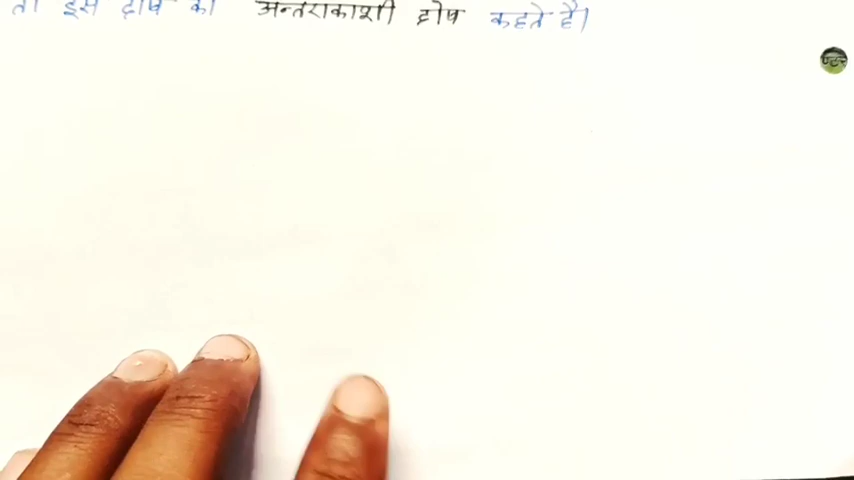 तो इस दोष को अन्तराकाशी दोष कहते है।